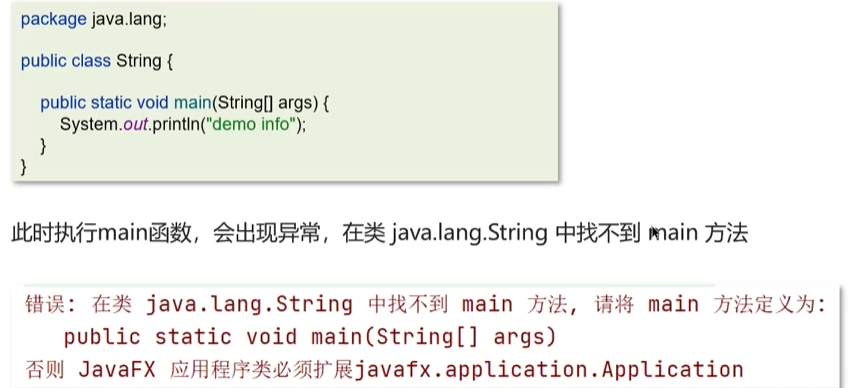 package java.lang;
public class String {
public static void main(String[] args) {
System.out.println("demo info");
}
}
此时执行main函数，会出现异常，在类 java.lang.String 中找不到 main 方法
错误: 在类 java.lang.String 中找不到 main 方法, 请将 main 方法定义为:
public static void main(String[] args)
否则 JavaFX 应用程序类必须扩展javafx.application.Application